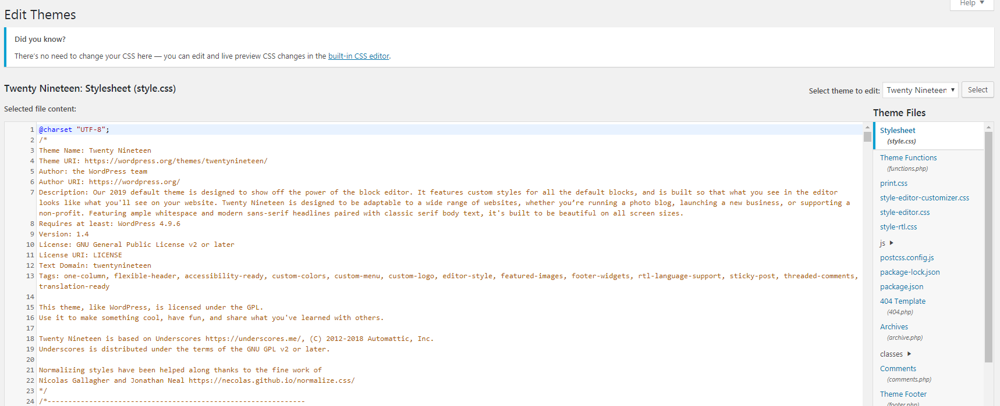 Help ▼
Edit Themes
Did you know?
There's no need to change your CSS here — you can edit and live preview CSS changes in the built-in CSS editor.
Twenty Nineteen: Stylesheet (style.css)
Select theme to edit: Twenty Nineteen ▼ Select
Selected file content:
1 @charset "UTF-8";
2 /*
3 Theme Name: Twenty Nineteen
4 Theme URI: https://wordpress.org/themes/twentynineteen/
5 Author: the WordPress team
6 Author URI: https://wordpress.org/
7 Description: Our 2019 default theme is designed to show off the power of the block editor. It features custom styles for all the default blocks, and is built so that what you see in the editor
looks like what you'll see on your website. Twenty Nineteen is designed to be adaptable to a wide range of websites, whether you’re running a photo blog, launching a new business, or supporting a
non-profit. Featuring ample whitespace and modern sans-serif headlines paired with classic serif body text, it's built to be beautiful on all screen sizes.
8 Requires at least: WordPress 4.9.6
9 Version: 1.4
10 License: GNU General Public License v2 or later
11 License URI: LICENSE
12 Text Domain: twentynineteen
13 Tags: one-column, flexible-header, accessibility-ready, custom-colors, custom-menu, custom-logo, editor-style, featured-images, footer-widgets, rtl-language-support, sticky-post, threaded-comments,
translation-ready
14
15 This theme, like WordPress, is licensed under the GPL.
16 Use it to make something cool, have fun, and share what you've learned with others.
17
18 Twenty Nineteen is based on Underscores https://underscores.me/, (C) 2012-2018 Automattic, Inc.
19 Underscores is distributed under the terms of the GNU GPL v2 or later.
20
21 Normalizing styles have been helped along thanks to the fine work of
22 Nicolas Gallagher and Jonathan Neal https://necolas.github.io/normalize.css/
23 */
24 /*--------------------------------------------------------------
Theme Files
Stylesheet
(style.css)
Theme Functions
(functions.php)
print.css
style-editor-customizer.css
style-editor.css
style-rtl.css
js ▶
postcss.config.js
package-lock.json
package.json
404 Template
(404.php)
Archives
(archive.php)
classes ▶
Comments
(comments.php)
Theme Footer
(footer.php)